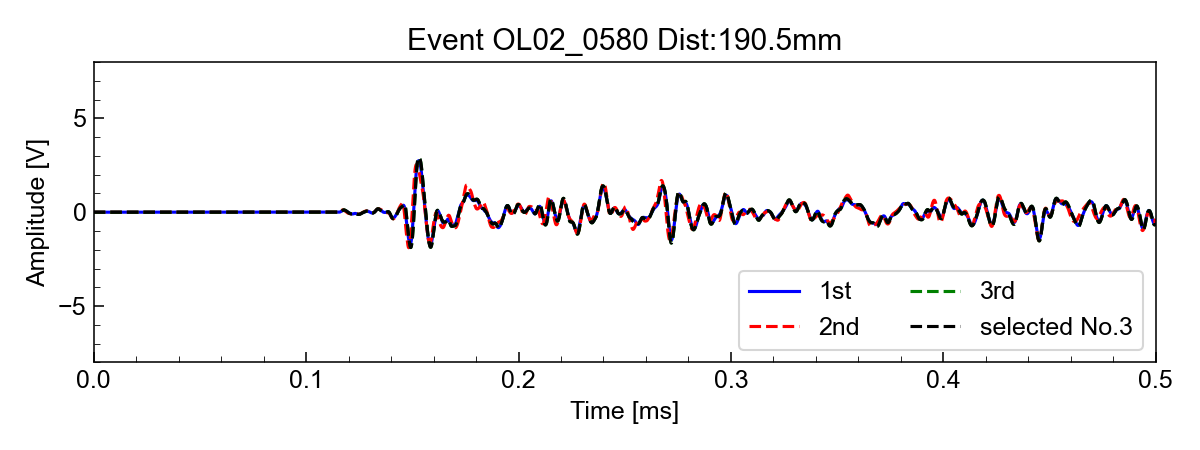 Event OL02_0580 Dist:190.5mm
Amplitude [V]
5
0
−5
1st
2nd
3rd
selected No.3
0.0 0.1 0.2 0.3 0.4 0.5
Time [ms]